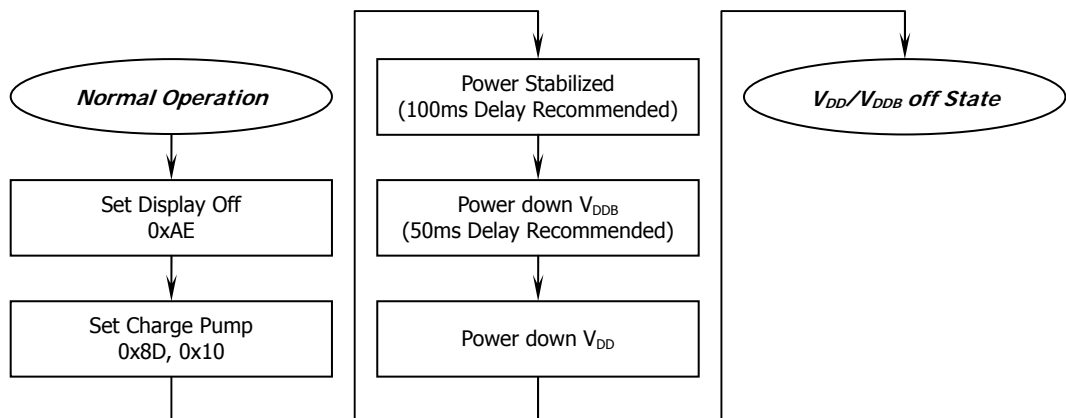 Normal Operation
Set Display Off
0xAE
Set Charge Pump
0x8D, 0x10
Power Stabilized
(100ms Delay Recommended)
Power down VDDB
(50ms Delay Recommended)
Power down VDD
VDD/VDDB off State